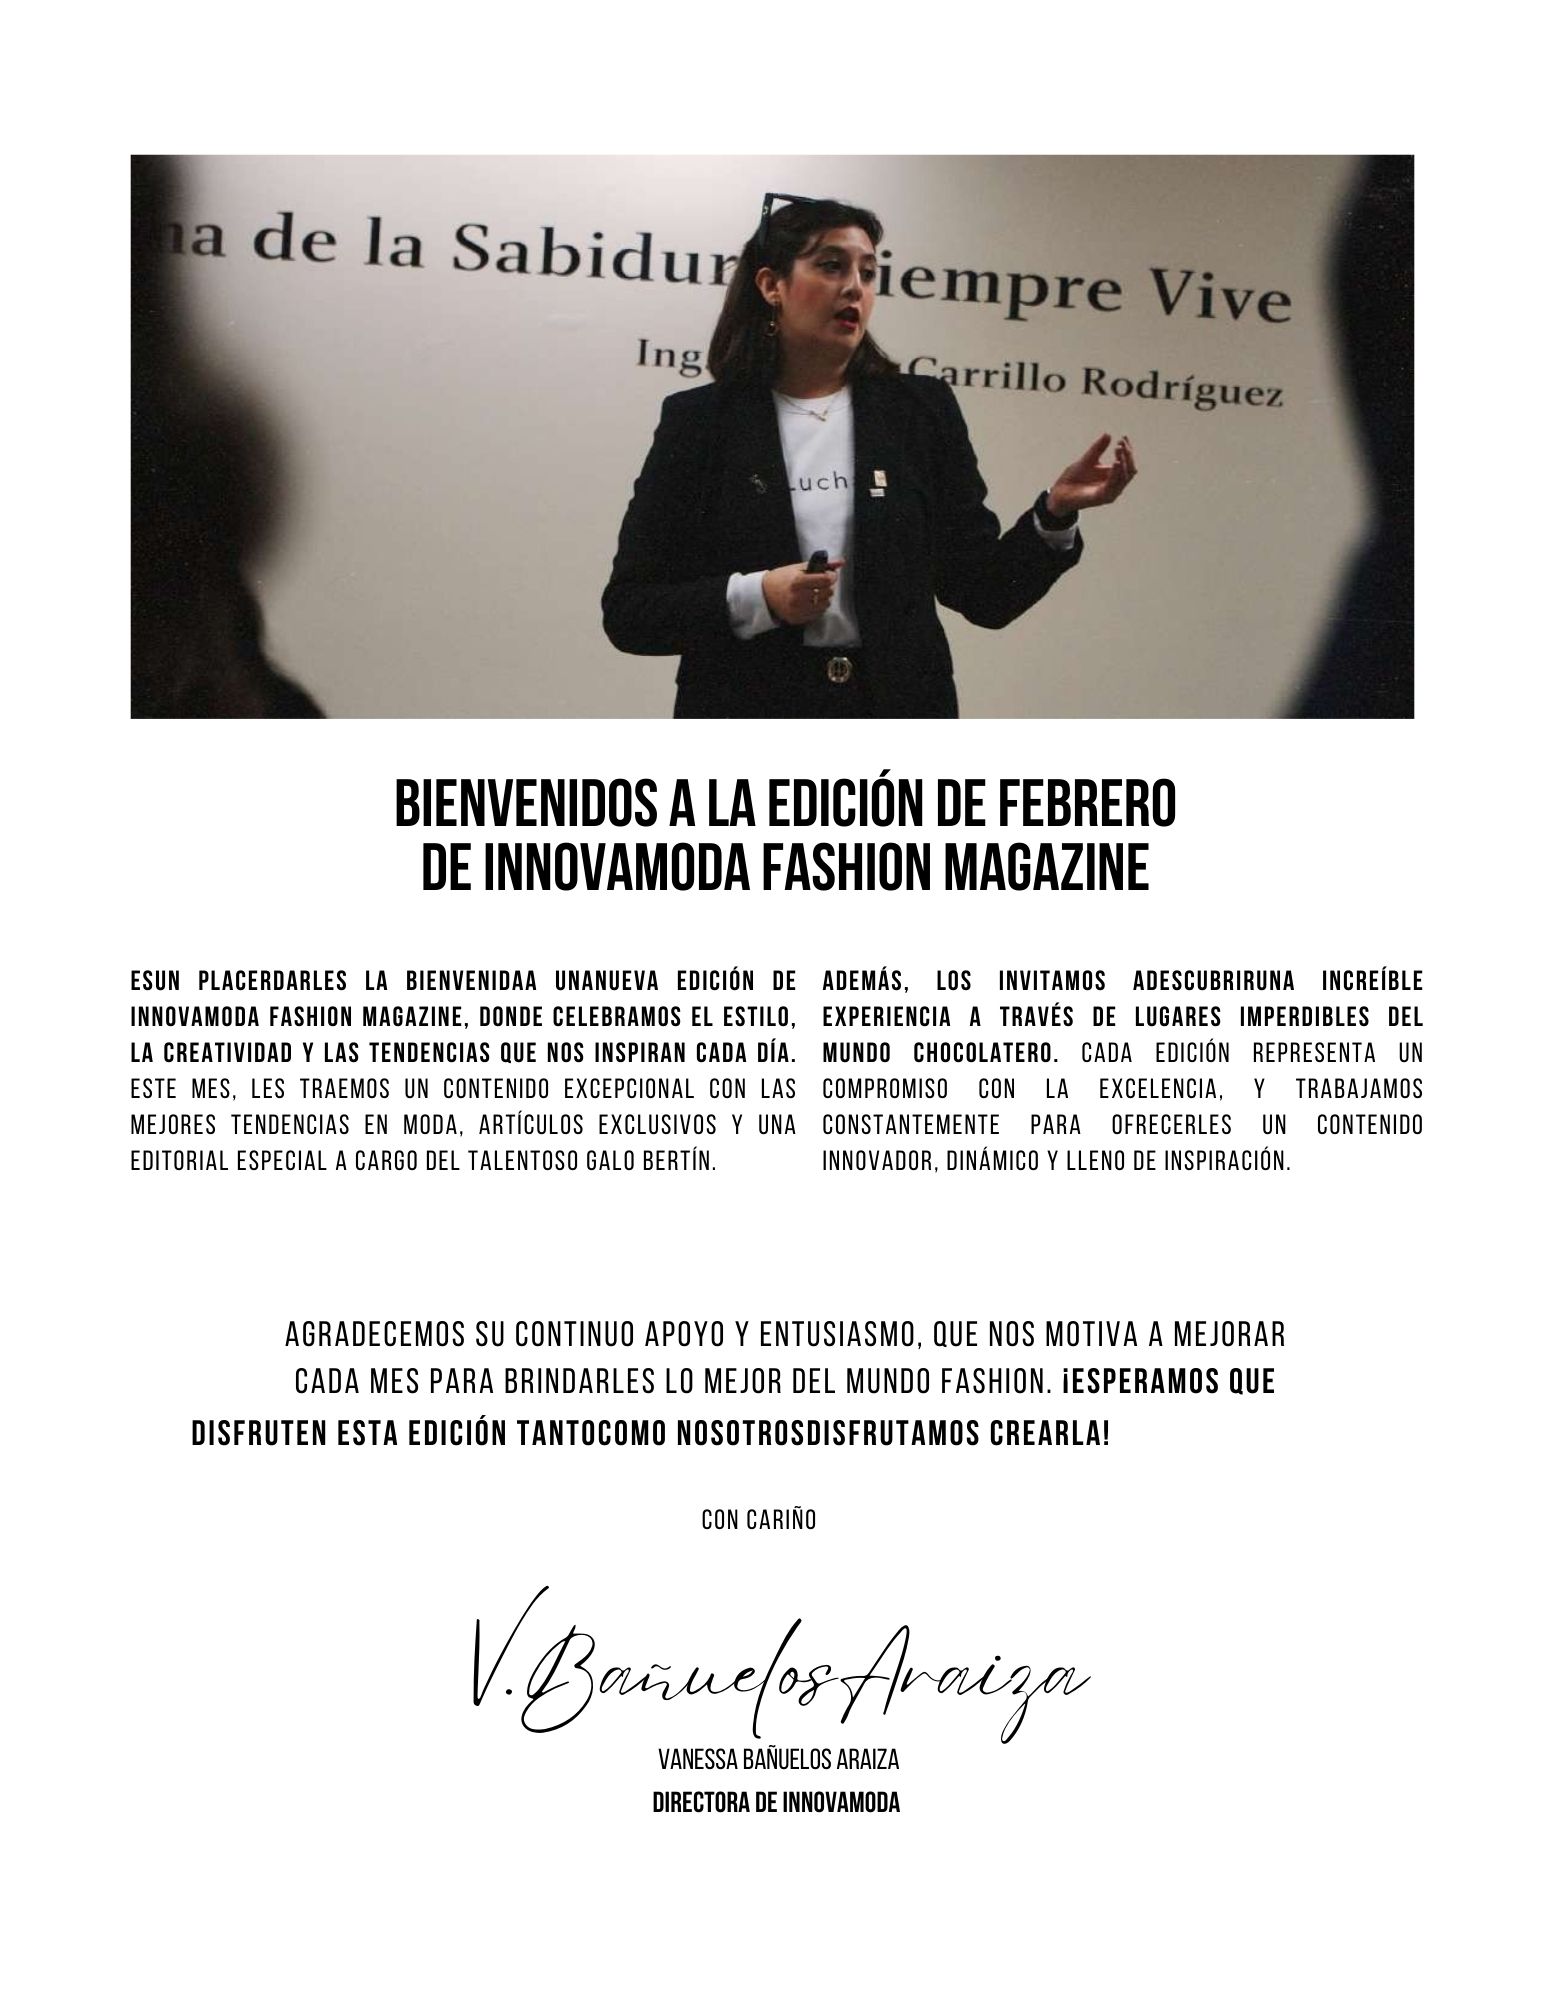 na de la Sabidur iempre Vive
Ing. Carrillo Rodríguez
Luch
BIENVENIDOS A LA EDICIÓN DE FEBRERO
DE INNOVAMODA FASHION MAGAZINE
ESUN PLACERDARLES LA BIENVENIDAA UNANUEVA EDICIÓN DE
INNOVAMODA FASHION MAGAZINE, DONDE CELEBRAMOS EL ESTILO,
LA CREATIVIDAD Y LAS TENDENCIAS QUE NOS INSPIRAN CADA DÍA.
ESTE MES, LES TRAEMOS UN CONTENIDO EXCEPCIONAL CON LAS
MEJORES TENDENCIAS EN MODA, ARTÍCULOS EXCLUSIVOS Y UNA
EDITORIAL ESPECIAL A CARGO DEL TALENTOSO GALO BERTÍN.
ADEMÁS, LOS INVITAMOS ADESCUBRIRUNA INCREÍBLE
EXPERIENCIA A TRAVÉS DE LUGARES IMPERDIBLES DEL
MUNDO CHOCOLATERO. CADA EDICIÓN REPRESENTA UN
COMPROMISO CON LA EXCELENCIA, Y TRABAJAMOS
CONSTANTEMENTE PARA OFRECERLES UN CONTENIDO
INNOVADOR, DINÁMICO Y LLENO DE INSPIRACIÓN.
AGRADECEMOS SU CONTINUO APOYO Y ENTUSIASMO, QUE NOS MOTIVA A MEJORAR
CADA MES PARA BRINDARLES LO MEJOR DEL MUNDO FASHION. ¡ESPERAMOS QUE
DISFRUTEN ESTA EDICIÓN TANTOCOMO NOSOTROSDISFRUTAMOS CREARLA!
CON CARIÑO
V. Bañuelos Araiza
VANESSA BAÑUELOS ARAIZA
DIRECTORA DE INNOVAMODA